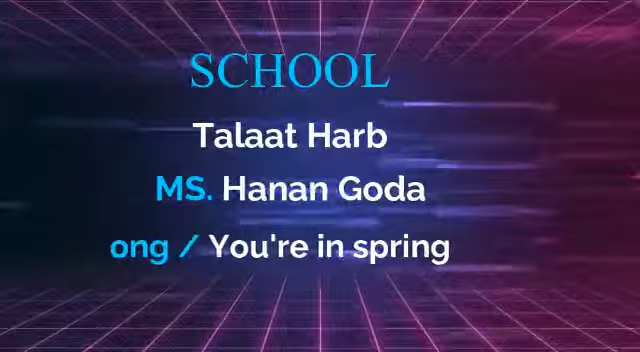 SCHOOL
Talaat Harb
MS. Hanan Goda
ong / You're in spring